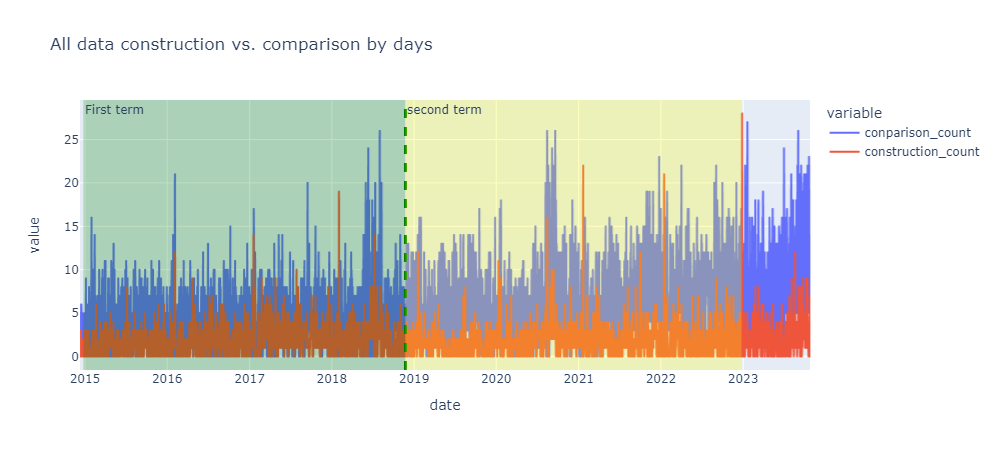 All data construction vs. comparison by days
First term
second term
variable
conparison_count
construction_count
value
25
20
15
10
5
0
2015 2016 2017 2018 2019 2020 2021 2022 2023
date